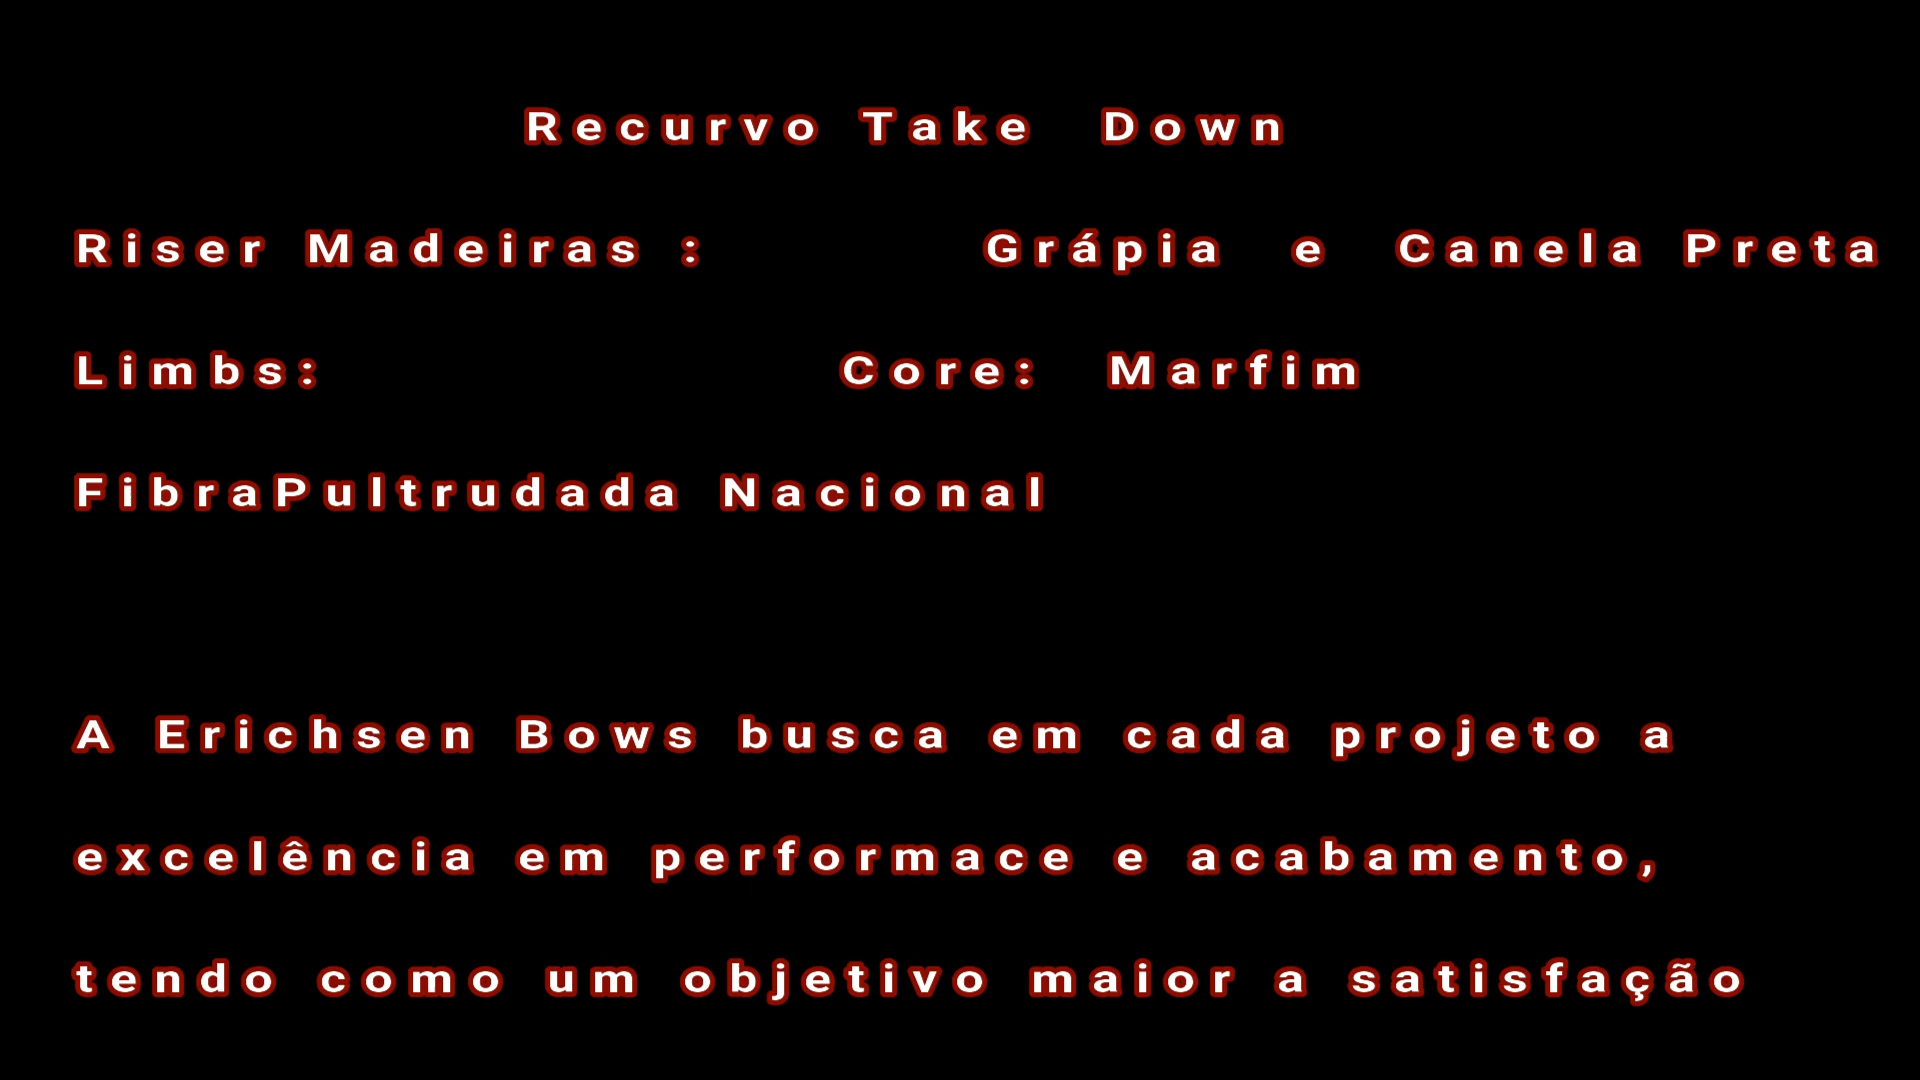 Recurvo Take Down
Riser Madeiras : Grápia e Canela Preta
Limbs: Core: Marfim
FibraPultrudada Nacional
A Erichsen Bows busca em cada projeto a
excelência em performace e acabamento,
tendo como um objetivo maior a satisfação